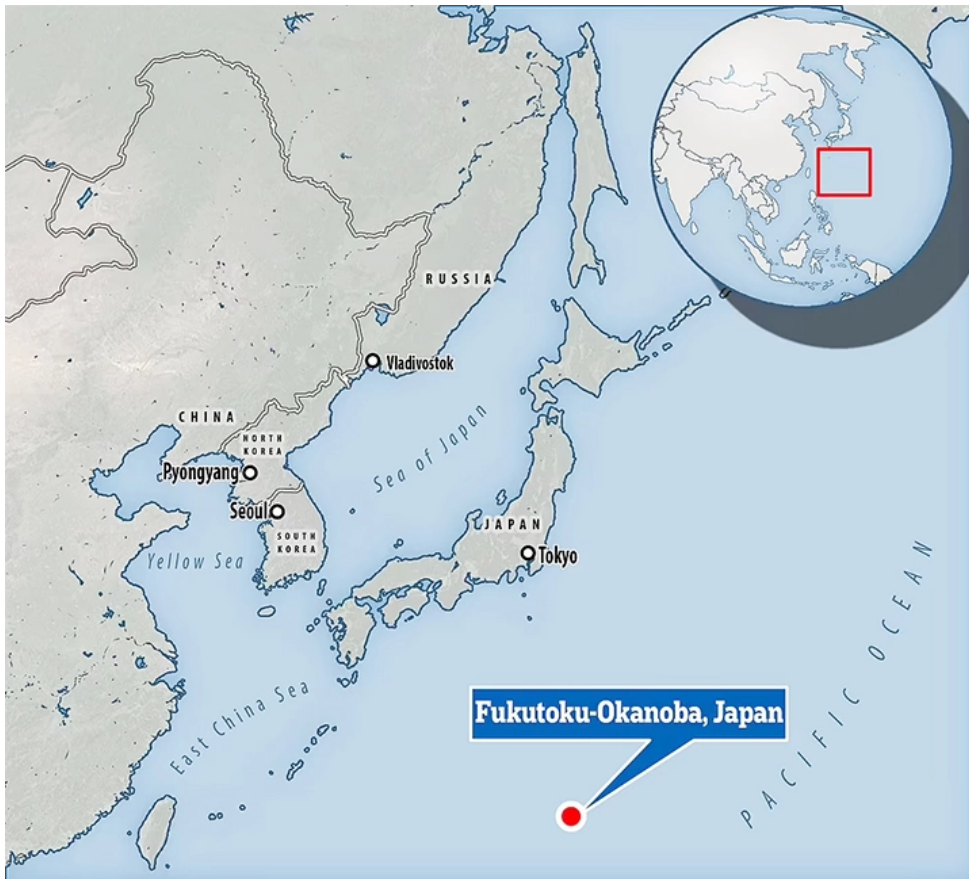 RUSSIA
Vladivostok
CHINA
NORTH
KOREA
Pyongyang
Sea of Japan
Seoul
SOUTH
KOREA
JAPAN
Tokyo
Yellow Sea
East China Sea
Fukutoku-Okanoba, Japan
PACIFIC OCEAN